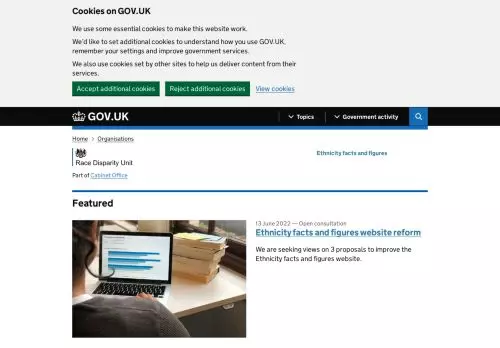 Cookies on GOV.UK
We use some essential cookies to make this website work.
We'd like to set additional cookies to understand how you use GOV.UK,
remember your settings and improve government services.
We also use cookies set by other sites to help us deliver content from their
services.
Accept additional cookies Reject additional cookies View cookies
GOV.UK Topics Government activity
Home Organisations
Race Disparity Unit
Ethnicity facts and figures
Part of Cabinet Office
Featured
13 June 2022 — Open consultation
Ethnicity facts and figures website reform
We are seeking views on 3 proposals to improve the
Ethnicity facts and figures website.